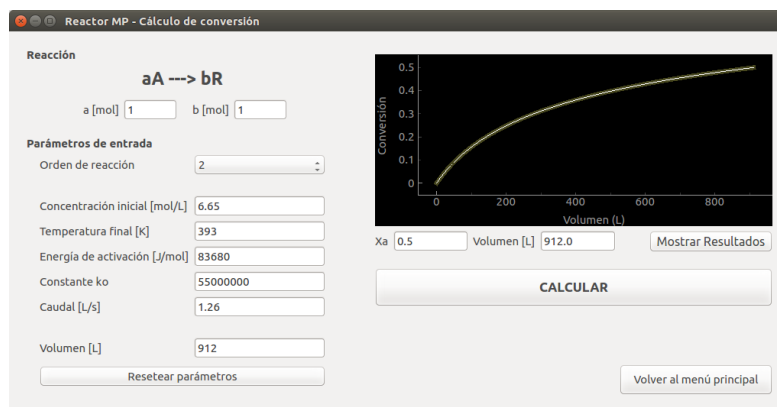 Reactor MP - Cálculo de conversión
Reacción
aA ---> bR
a [mol] 1 b [mol] 1
Parámetros de entrada
Orden de reacción 2
Concentración inicial [mol/L] 6.65
Temperatura final [K] 393
Energía de activación [J/mol] 83680
Constante ko 55000000
Caudal [L/s] 1.26
Volumen [L] 912
Resetear parámetros
Conversión
0.5
0.4
0.3
0.2
0.1
0
0 200 400 600 800
Volumen (L)
Xa 0.5 Volumen [L] 912.0 Mostrar Resultados
CALCULAR
Volver al menú principal